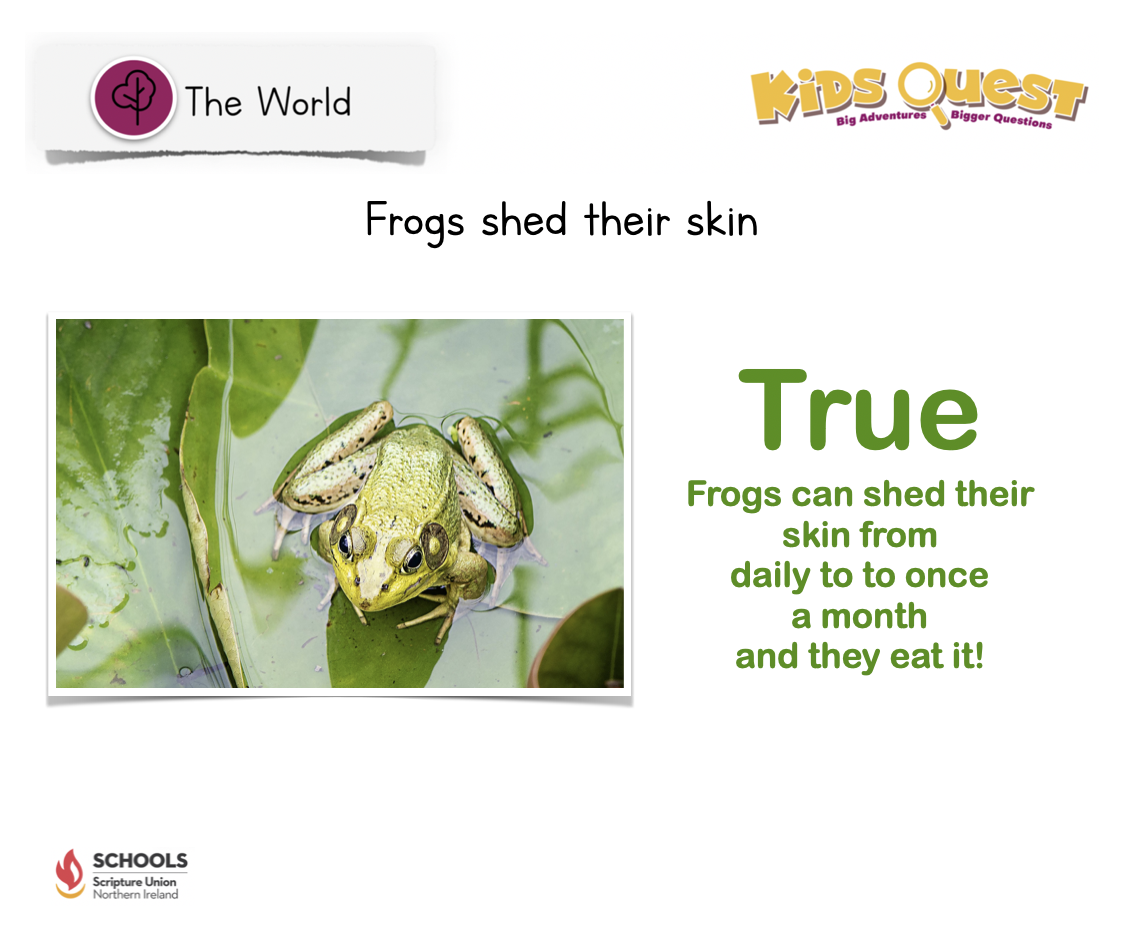 The World
KiDS QUEST
Big Adventures Bigger Questions
Frogs shed their skin
True
Frogs can shed their
skin from
daily to to once
a month
and they eat it!
SCHOOLS
Scripture Union
Northern Ireland